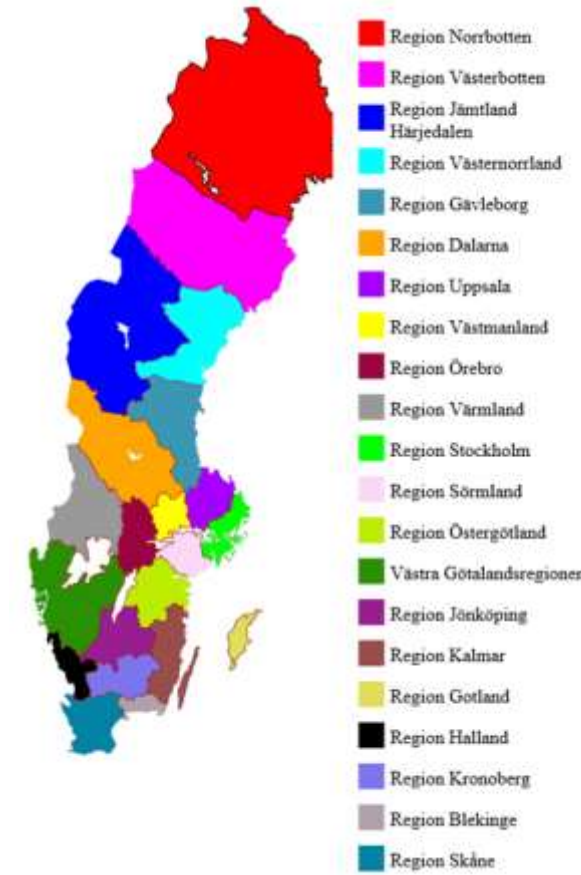 Region Norrbotten
Region Västerbotten
Region Jämtland
Härjedalen
Region Västernorrland
Region Gävleborg
Region Dalarna
Region Uppsala
Region Västmanland
Region Örebro
Region Värmland
Region Stockholm
Region Sörmland
Region Östergötland
Västra Götalandsregionen
Region Jönköping
Region Kalmar
Region Gotland
Region Halland
Region Kronoberg
Region Blekinge
Region Skåne